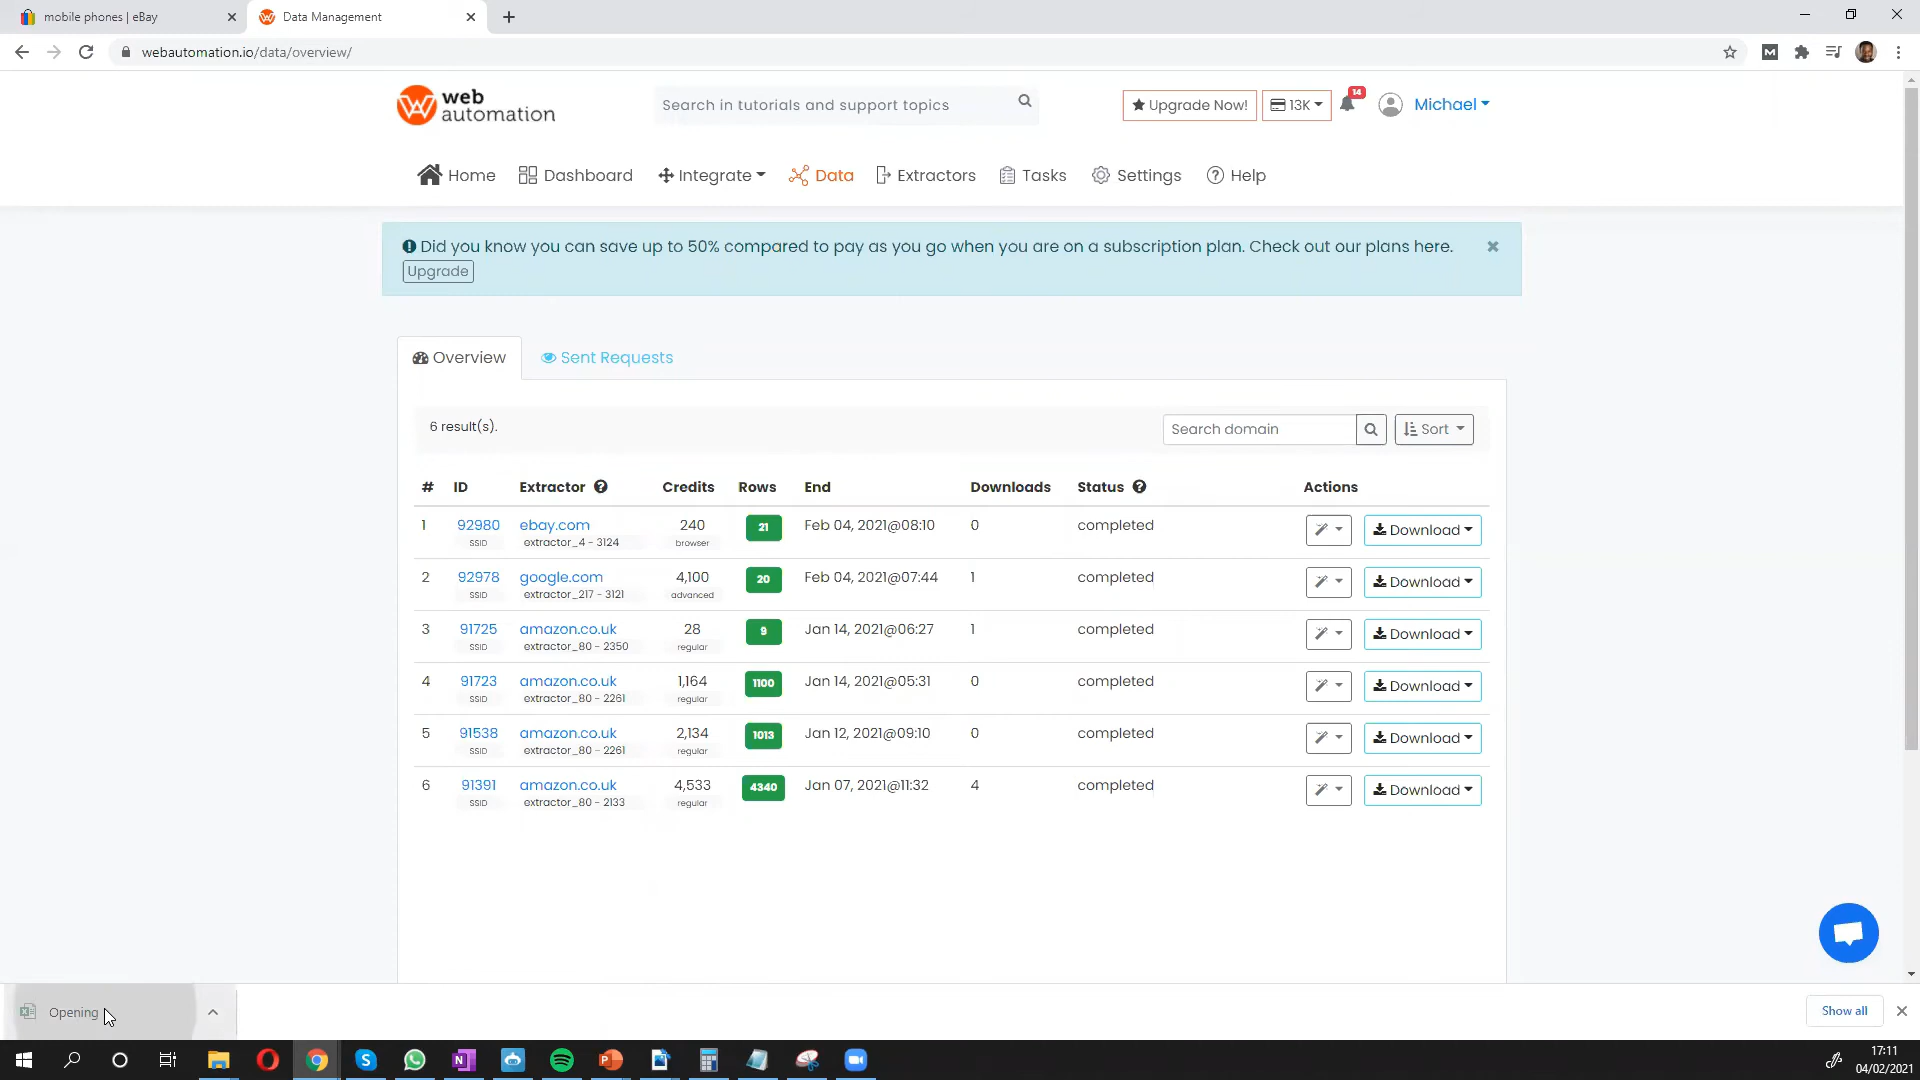 mobile phones | eBay
Data Management
webautomation.io/data/overview/
web
automation
Search in tutorials and support topics
Upgrade Now!
13K
14
Michael
Home
Dashboard
Integrate
Data
Extractors
Tasks
Settings
Help
Did you know you can save up to 50% compared to pay as you go when you are on a subscription plan. Check out our plans here.
Upgrade
Overview
Sent Requests
6 result(s).
Search domain
Sort
# ID Extractor Credits Rows End Downloads Status Actions
1 92980 ebay.com 240 21 Feb 04, 2021@08:10 0 completed Download
SSID extractor_4 - 3124 browser
2 92978 google.com 4,100 20 Feb 04, 2021@07:44 1 completed Download
SSID extractor_217 - 3121 advanced
3 91725 amazon.co.uk 28 9 Jan 14, 2021@06:27 1 completed Download
SSID extractor_80 - 2350 regular
4 91723 amazon.co.uk 1,164 1100 Jan 14, 2021@05:31 0 completed Download
SSID extractor_80 - 2261 regular
5 91538 amazon.co.uk 2,134 1013 Jan 12, 2021@09:10 0 completed Download
SSID extractor_80 - 2261 regular
6 91391 amazon.co.uk 4,533 4340 Jan 07, 2021@11:32 4 completed Download
SSID extractor_80 - 2133 regular
Opening
Show all
17:11
04/02/2021